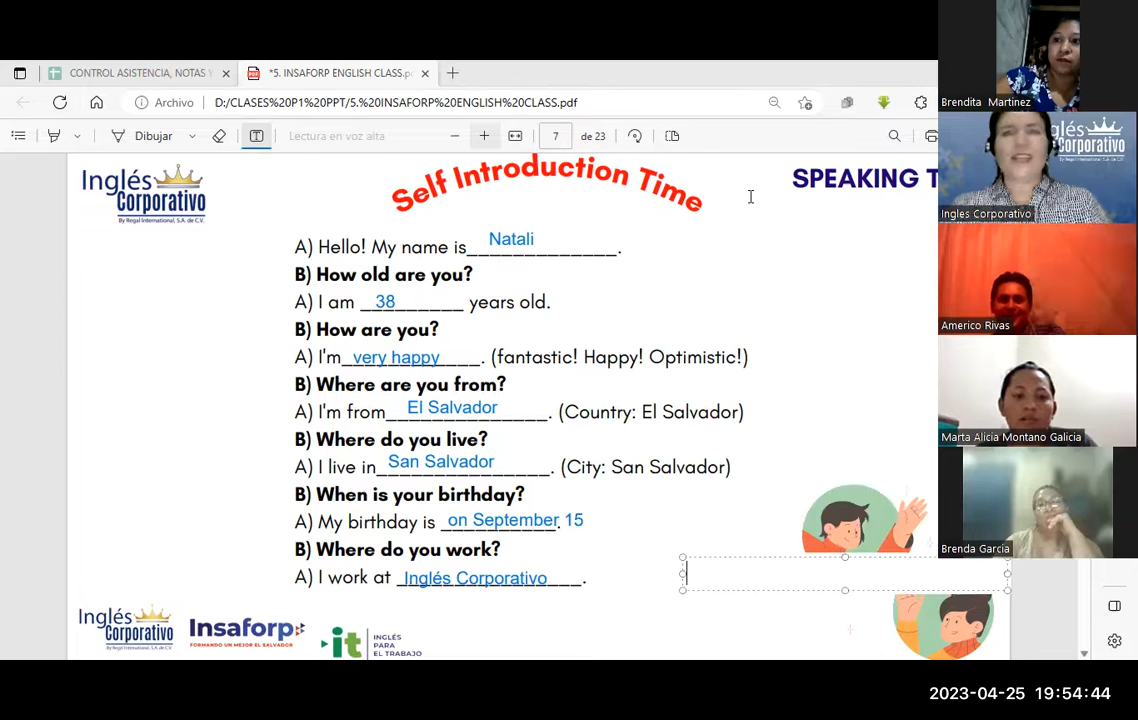 CONTROL ASISTENCIA, NOTAS Y
*5. INSAFORP ENGLISH CLASS.p
Archivo
D:/CLASES%20P1%20PPT/5.%20INSAFORP%20ENGLISH%20CLASS.pdf
Dibujar
Lectura en voz alta
7
de 23
Inglés
Corporativo
By Regal International, S.A. de C.V.
Self Introduction Time
SPEAKING T
A) Hello! My name is Natali.
B) How old are you?
A) I am 38 years old.
B) How are you?
A) I'm very happy. (fantastic! Happy! Optimistic!)
B) Where are you from?
A) I'm from El Salvador. (Country: El Salvador)
B) Where do you live?
A) I live in San Salvador. (City: San Salvador)
B) When is your birthday?
A) My birthday is on September 15.
B) Where do you work?
A) I work at Inglés Corporativo.
Inglés
Corporativo
By Regal International, S.A. de C.V.
Insaforp
FORMANDO UN MEJOR EL SALVADOR
it
INGLÉS
PARA
EL TRABAJO
Brendita Martinez
glés
Corporativo
Ingles Corporativo
Americo Rivas
Marta Alicia Montano Galicia
Brenda Garcia
2023-04-25 19:54:44